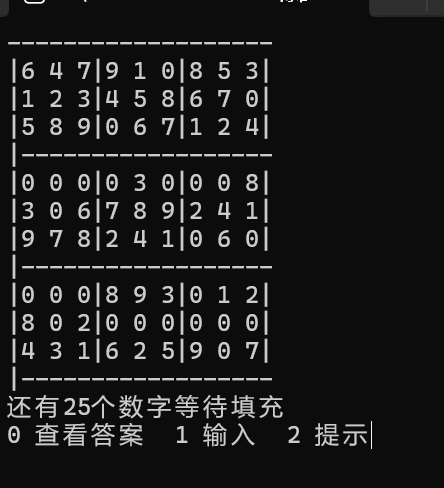 -------------------
|6 4 7|9 1 0|8 5 3|
|1 2 3|4 5 8|6 7 0|
|5 8 9|0 6 7|1 2 4|
|------------------
|0 0 0|0 3 0|0 0 8|
|3 0 6|7 8 9|2 4 1|
|9 7 8|2 4 1|0 6 0|
|------------------
|0 0 0|8 9 3|0 1 2|
|8 0 2|0 0 0|0 0 0|
|4 3 1|6 2 5|9 0 7|
|------------------
还有25个数字等待填充
0 查看答案  1 输入  2 提示